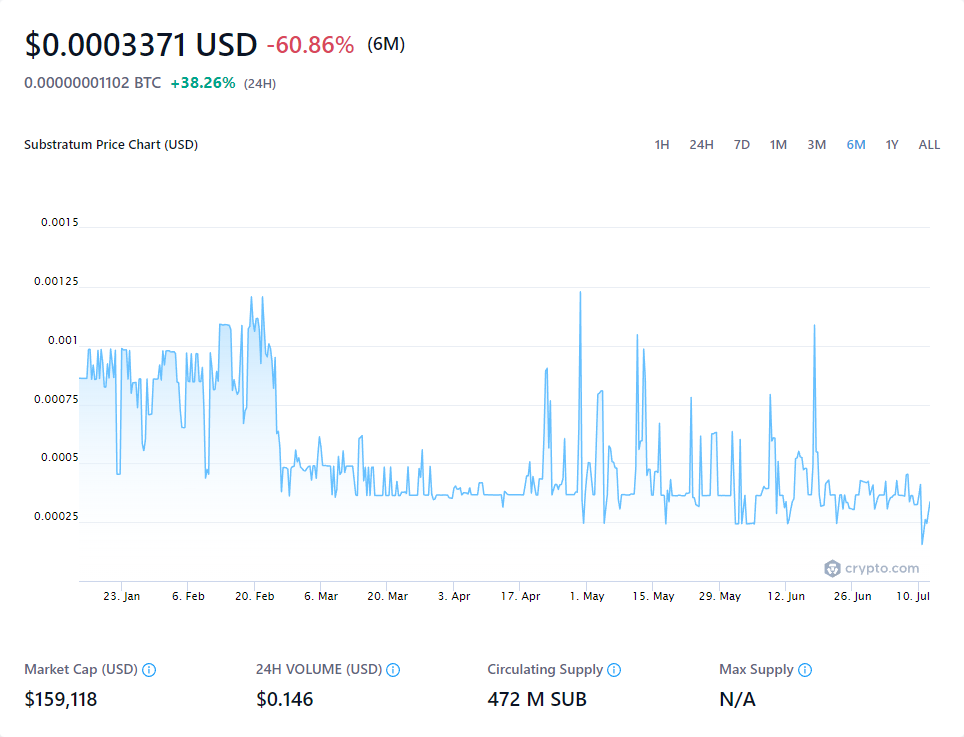 $0.0003371 USD -60.86% (6M)
0.00000001102 BTC +38.26% (24H)
Substratum Price Chart (USD) 1H 24H 7D 1M 3M 6M 1Y ALL
0.0015
0.00125
0.001
0.00075
0.0005
0.00025
crypto.com
23. Jan 6. Feb 20. Feb 6. Mar 20. Mar 3. Apr 17. Apr 1. May 15. May 29. May 12. Jun 26. Jun 10. Jul
Market Cap (USD) 24H VOLUME (USD) Circulating Supply Max Supply
$159,118 $0.146 472 M SUB N/A